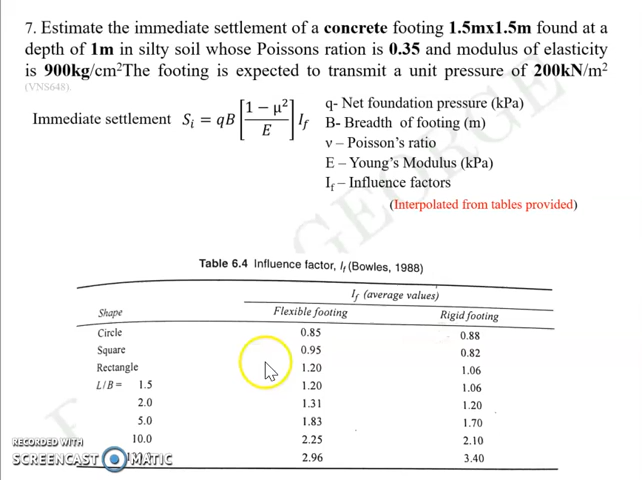 7. Estimate the immediate settlement of a concrete footing 1.5mx1.5m found at a
depth of 1m in silty soil whose Poissons ration is 0.35 and modulus of elasticity
is 900kg/cm² The footing is expected to transmit a unit pressure of 200kN/m²
(VNS648).
Immediate settlement S_i = qB [(1 − μ²)/E] I_f
q- Net foundation pressure (kPa)
B- Breadth of footing (m)
ν – Poisson's ratio
E – Young's Modulus (kPa)
I_f – Influence factors
(Interpolated from tables provided)
GEORGE
Table 6.4 Influence factor, I_f (Bowles, 1988)
I_f (average values)
Shape Flexible footing Rigid footing
Circle 0.85 0.88
Square 0.95 0.82
Rectangle 1.20 1.06
L/B = 1.5 1.20 1.06
2.0 1.31 1.20
5.0 1.83 1.70
10.0 2.25 2.10
2.96 3.40
RECORDED WITH
SCREENCAST MATIC